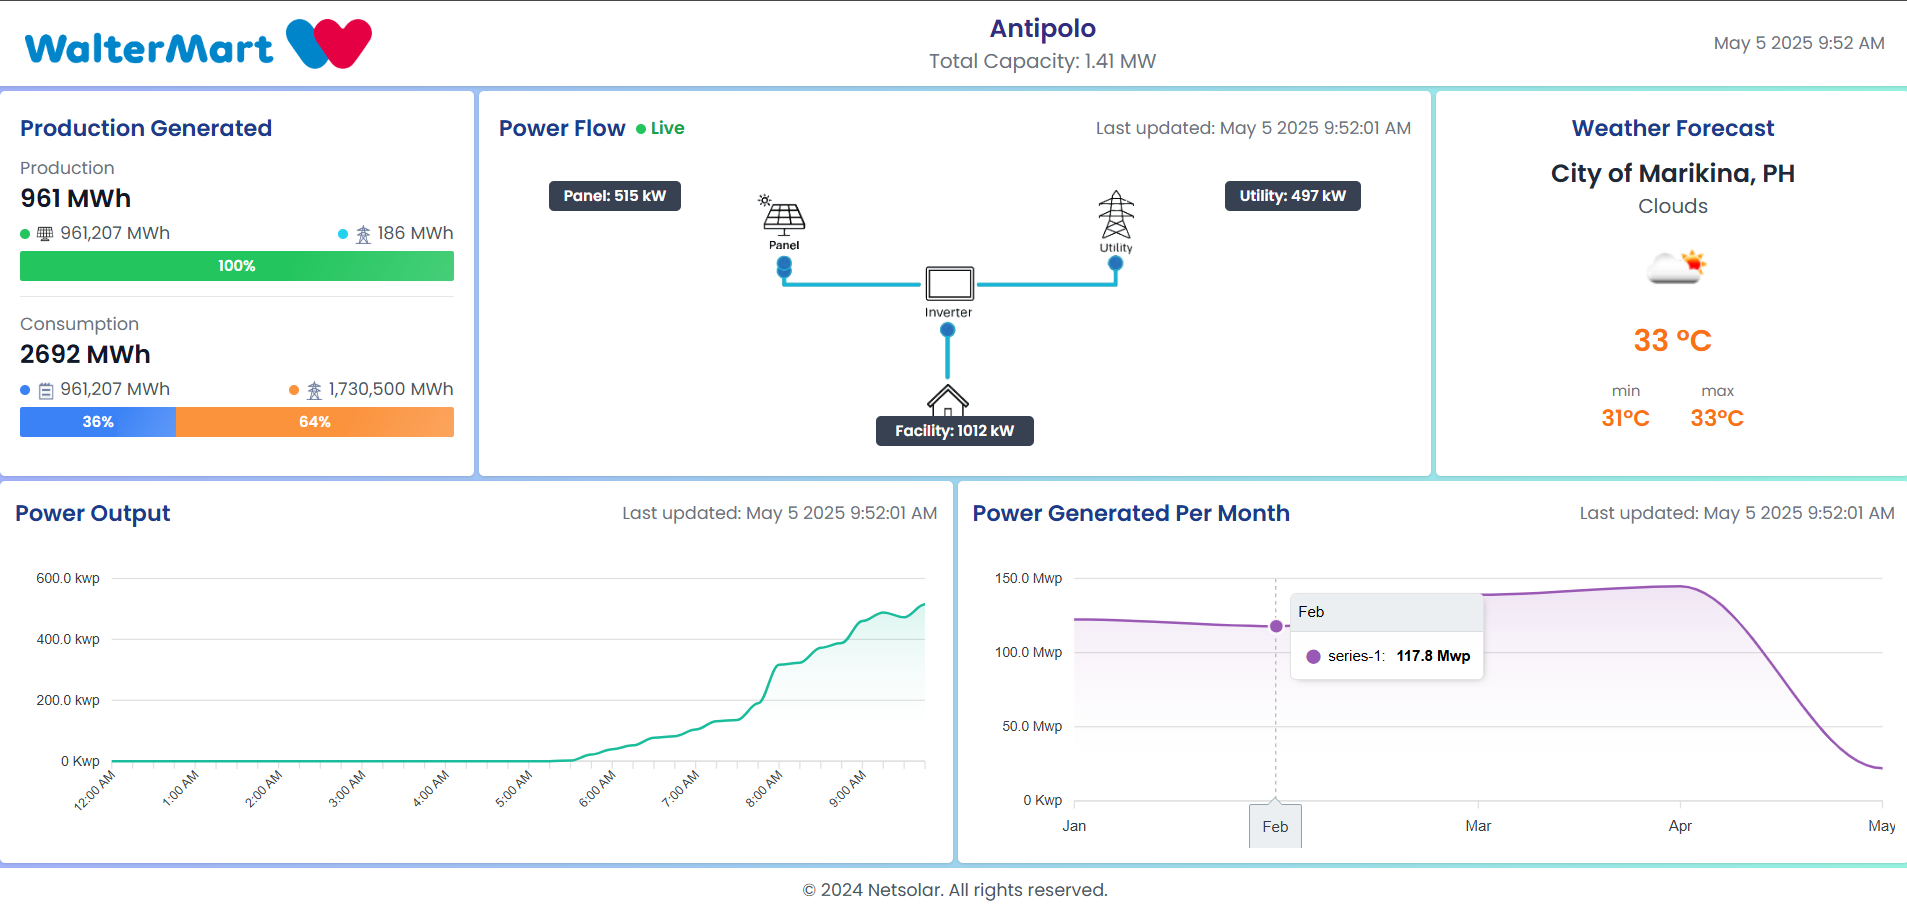 WalterMart
Antipolo
Total Capacity: 1.41 MW
May 5 2025 9:52 AM
Production Generated
Production
961 MWh
961,207 MWh
186 MWh
100%
Consumption
2692 MWh
961,207 MWh
1,730,500 MWh
36%
64%
Power Flow
Live
Last updated: May 5 2025 9:52:01 AM
Panel: 515 kW
Utility: 497 kW
Panel
Utility
Inverter
Facility: 1012 kW
Weather Forecast
City of Marikina, PH
Clouds
33 °C
min
max
31°C
33°C
Power Output
Last updated: May 5 2025 9:52:01 AM
600.0 kwp
400.0 kwp
200.0 kwp
0 Kwp
12:00 AM
1:00 AM
2:00 AM
3:00 AM
4:00 AM
5:00 AM
6:00 AM
7:00 AM
8:00 AM
9:00 AM
Power Generated Per Month
Last updated: May 5 2025 9:52:01 AM
150.0 Mwp
100.0 Mwp
50.0 Mwp
0 Kwp
Feb
series-1: 117.8 Mwp
Jan
Feb
Mar
Apr
May
© 2024 Netsolar. All rights reserved.